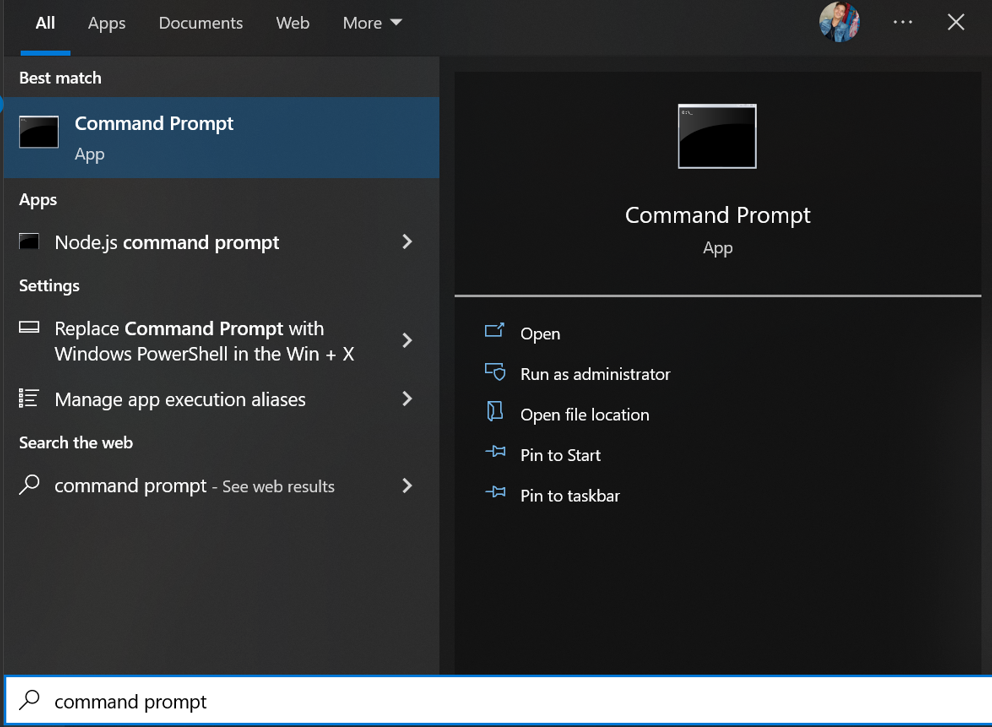 All Apps Documents Web More
Best match
Command Prompt
App
Apps
Node.js command prompt
Settings
Replace Command Prompt with
Windows PowerShell in the Win + X
Manage app execution aliases
Search the web
command prompt - See web results
Command Prompt
App
Open
Run as administrator
Open file location
Pin to Start
Pin to taskbar
command prompt